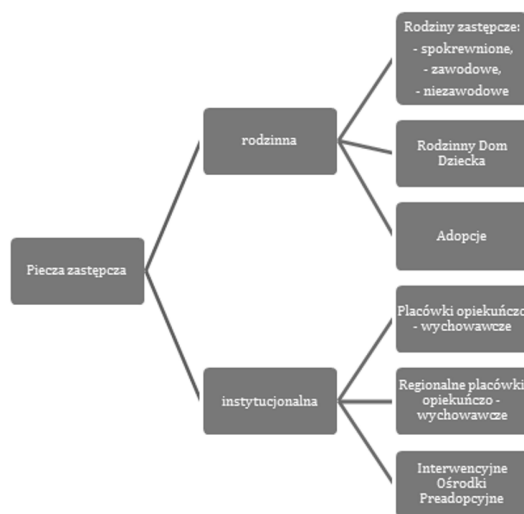 Piecza zastępcza
rodzinna
Rodziny zastępcze:
- spokrewnione,
- zawodowe,
- niezawodowe
Rodzinny Dom
Dziecka
Adopcje
instytucjonalna
Placówki opiekuńczo
- wychowawcze
Regionalne placówki
opiekuńczo -
wychowawcze
Interwencyjne
Ośrodki
Preadopcyjne